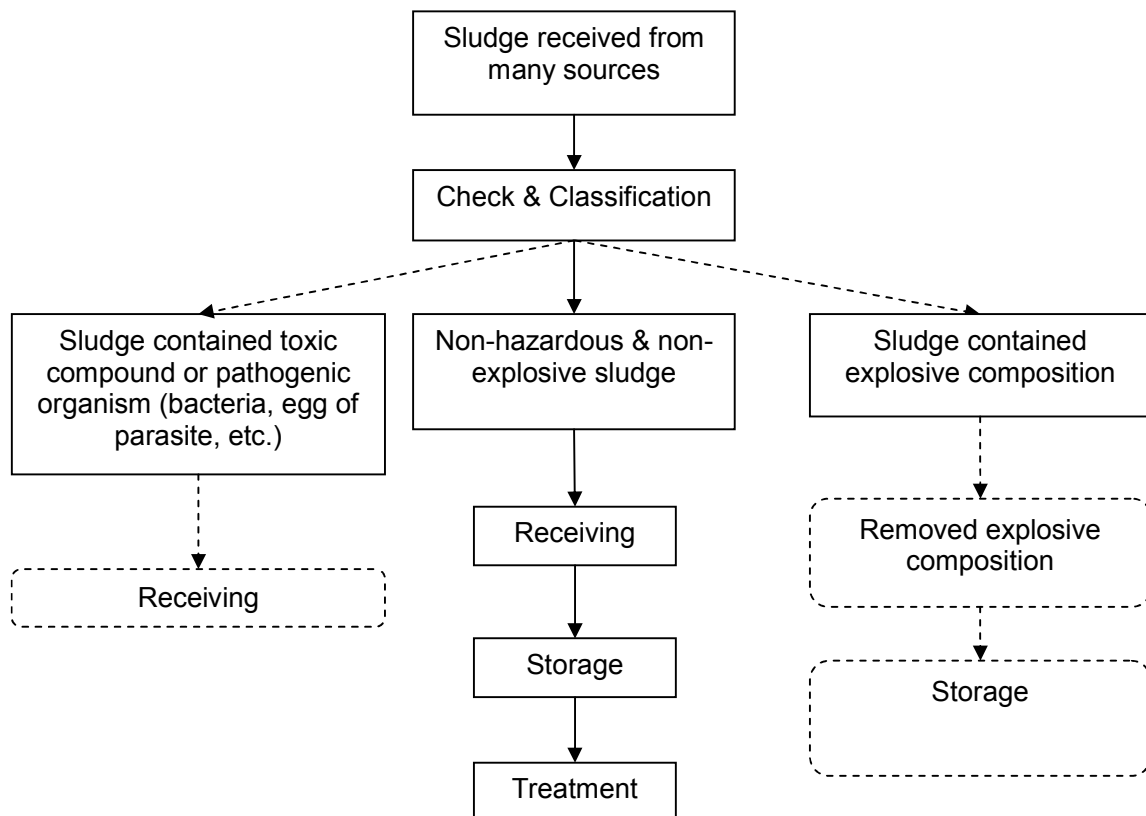 Sludge received from
many sources
Check & Classification
Sludge contained toxic
compound or pathogenic
organism (bacteria, egg of
parasite, etc.)
Non-hazardous & non-
explosive sludge
Sludge contained
explosive composition
Receiving
Removed explosive
composition
Receiving
Storage
Storage
Treatment